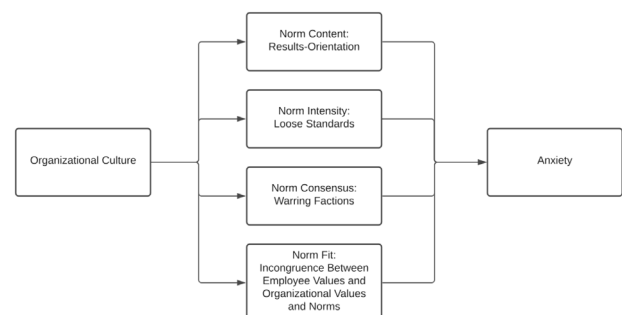 Norm Content:
Results-Orientation
Norm Intensity:
Loose Standards
Organizational Culture
Anxiety
Norm Consensus:
Warring Factions
Norm Fit:
Incongruence Between
Employee Values and
Organizational Values
and Norms